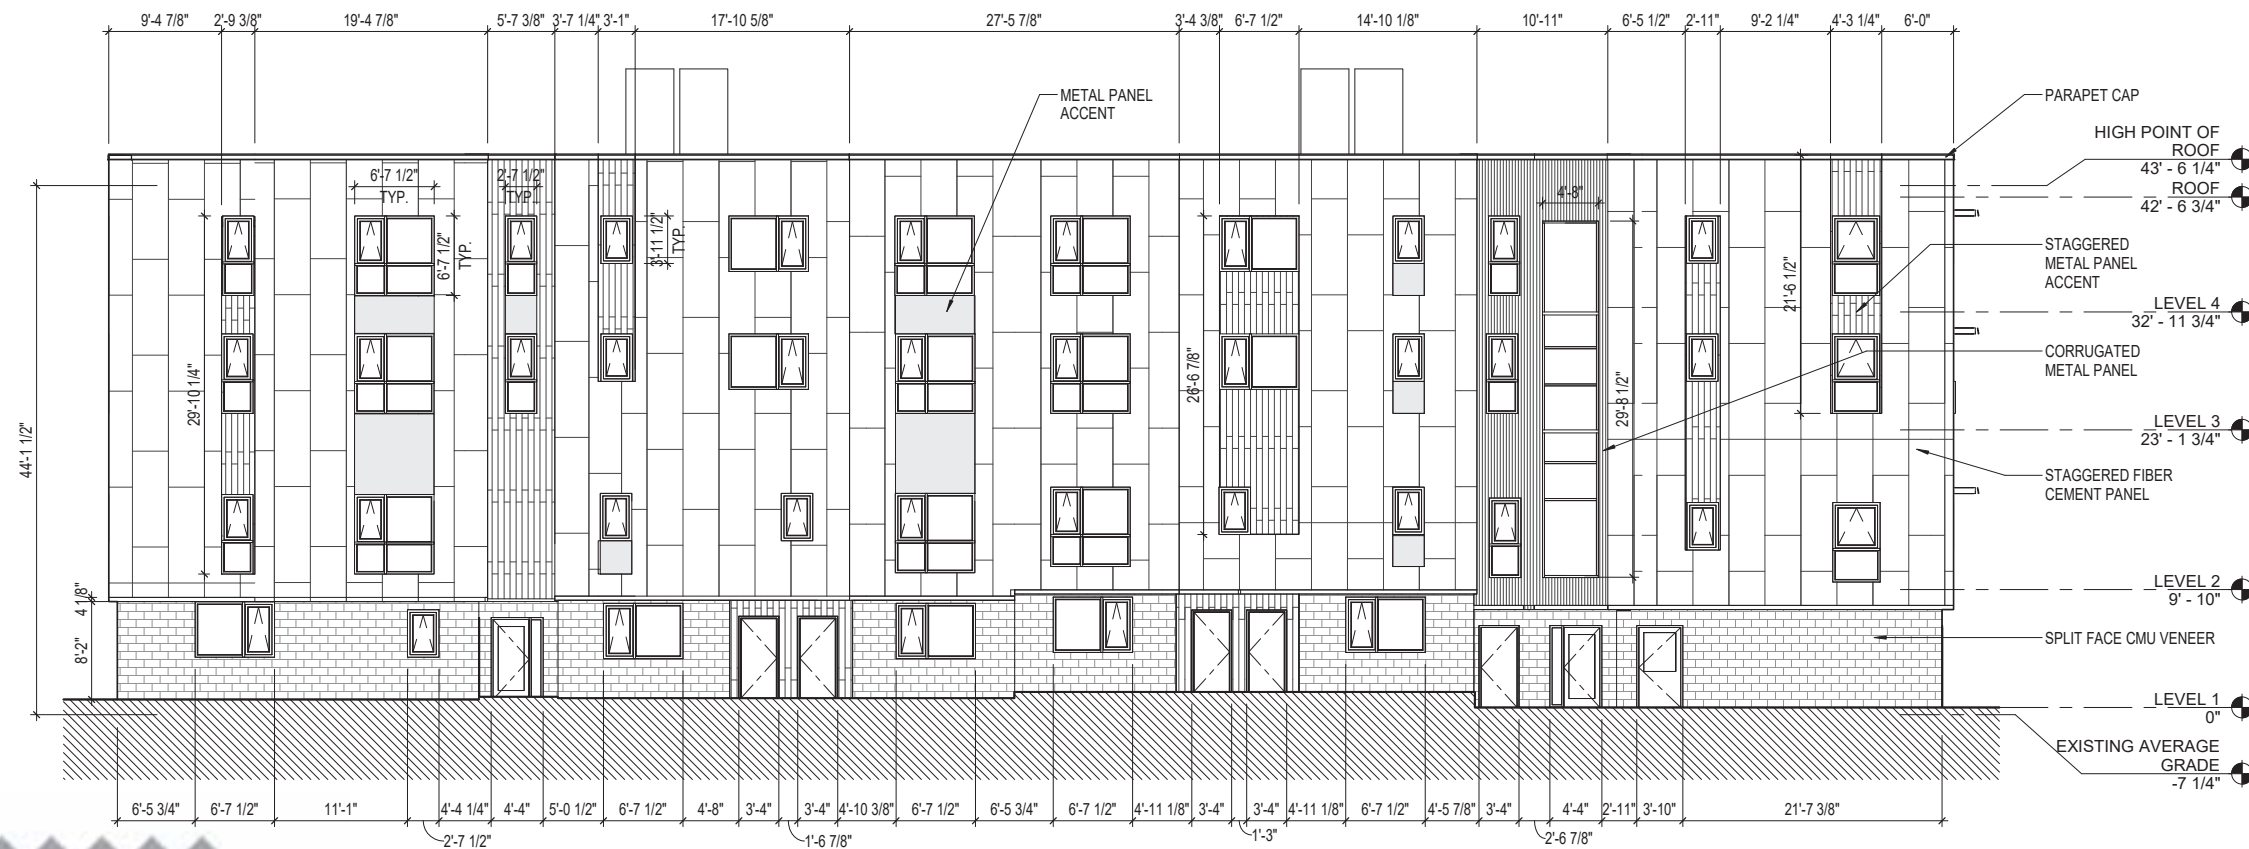 9'-4 7/8" 2'-9 3/8" 19'-4 7/8" 5'-7 3/8" 3'-7 1/4" 3'-1" 17'-10 5/8" 27'-5 7/8" 3'-4 3/8" 6'-7 1/2" 14'-10 1/8" 10'-11" 6'-5 1/2" 2'-11" 9'-2 1/4" 4'-3 1/4" 6'-0"
METAL PANEL
ACCENT
PARAPET CAP
HIGH POINT OF
ROOF
43' - 6 1/4"
ROOF
42' - 6 3/4"
6'-7 1/2"
TYP.
2'-7 1/2"
TYP.
4'-8"
6'-7 1/2"
TYP.
3'-11 1/2"
TYP.
STAGGERED
METAL PANEL
ACCENT
21'-6 1/2"
LEVEL 4
32' - 11 3/4"
CORRUGATED
METAL PANEL
29'-10 1/4"
26'-6 7/8"
29'-8 1/2"
44'-1 1/2"
LEVEL 3
23' - 1 3/4"
STAGGERED FIBER
CEMENT PANEL
LEVEL 2
9' - 10"
4 1/8"
8'-2"
SPLIT FACE CMU VENEER
LEVEL 1
0"
EXISTING AVERAGE
GRADE
-7 1/4"
6'-5 3/4" 6'-7 1/2" 11'-1" 4'-4 1/4" 4'-4" 5'-0 1/2" 6'-7 1/2" 4'-8" 3'-4" 3'-4" 4'-10 3/8" 6'-7 1/2" 6'-5 3/4" 6'-7 1/2" 4'-11 1/8" 3'-4" 3'-4" 4'-11 1/8" 6'-7 1/2" 4'-5 7/8" 3'-4" 4'-4" 2'-11" 3'-10" 21'-7 3/8"
2'-7 1/2" 1'-6 7/8" 1'-3" 2'-6 7/8"